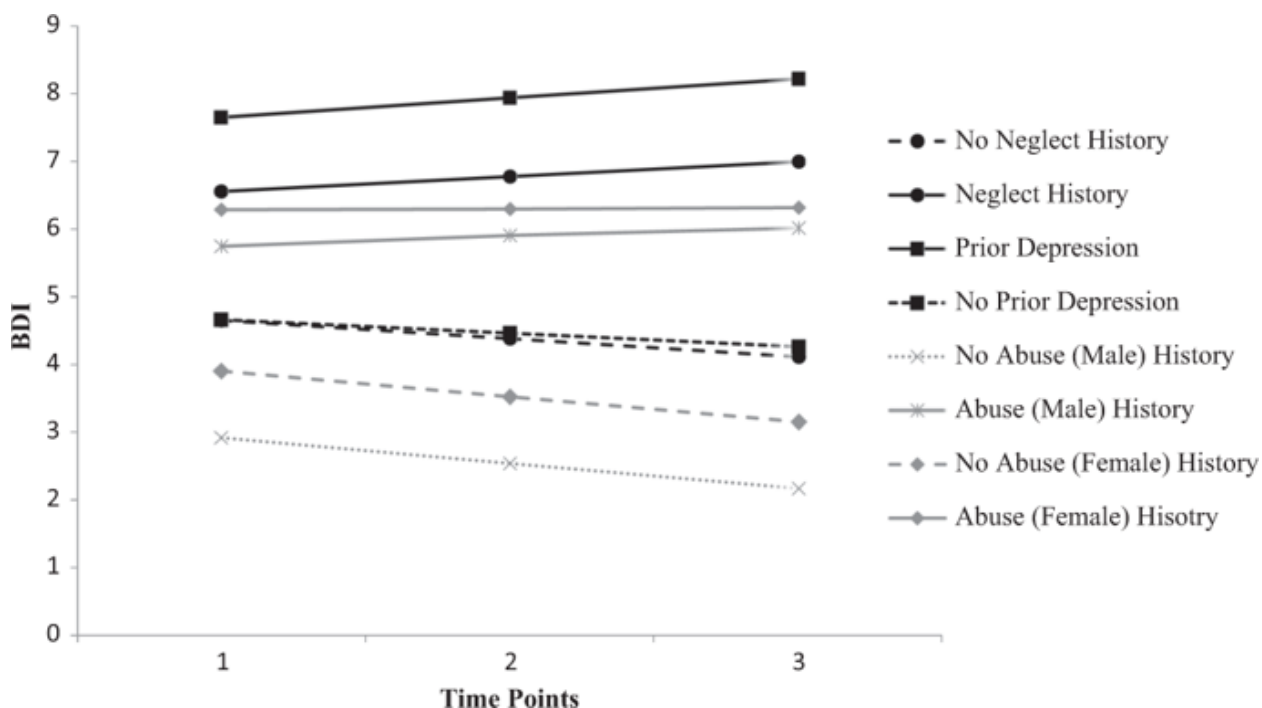 9
8
7
6
5
4
3
2
1
0
BDI
1 2 3
Time Points
No Neglect History
Neglect History
Prior Depression
No Prior Depression
No Abuse (Male) History
Abuse (Male) History
No Abuse (Female) History
Abuse (Female) Hisotry